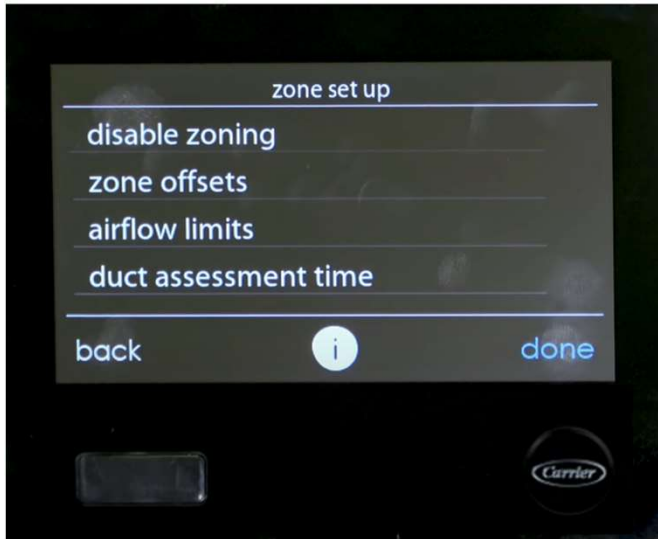 zone set up
disable zoning
zone offsets
airflow limits
duct assessment time
back i done
Carrier